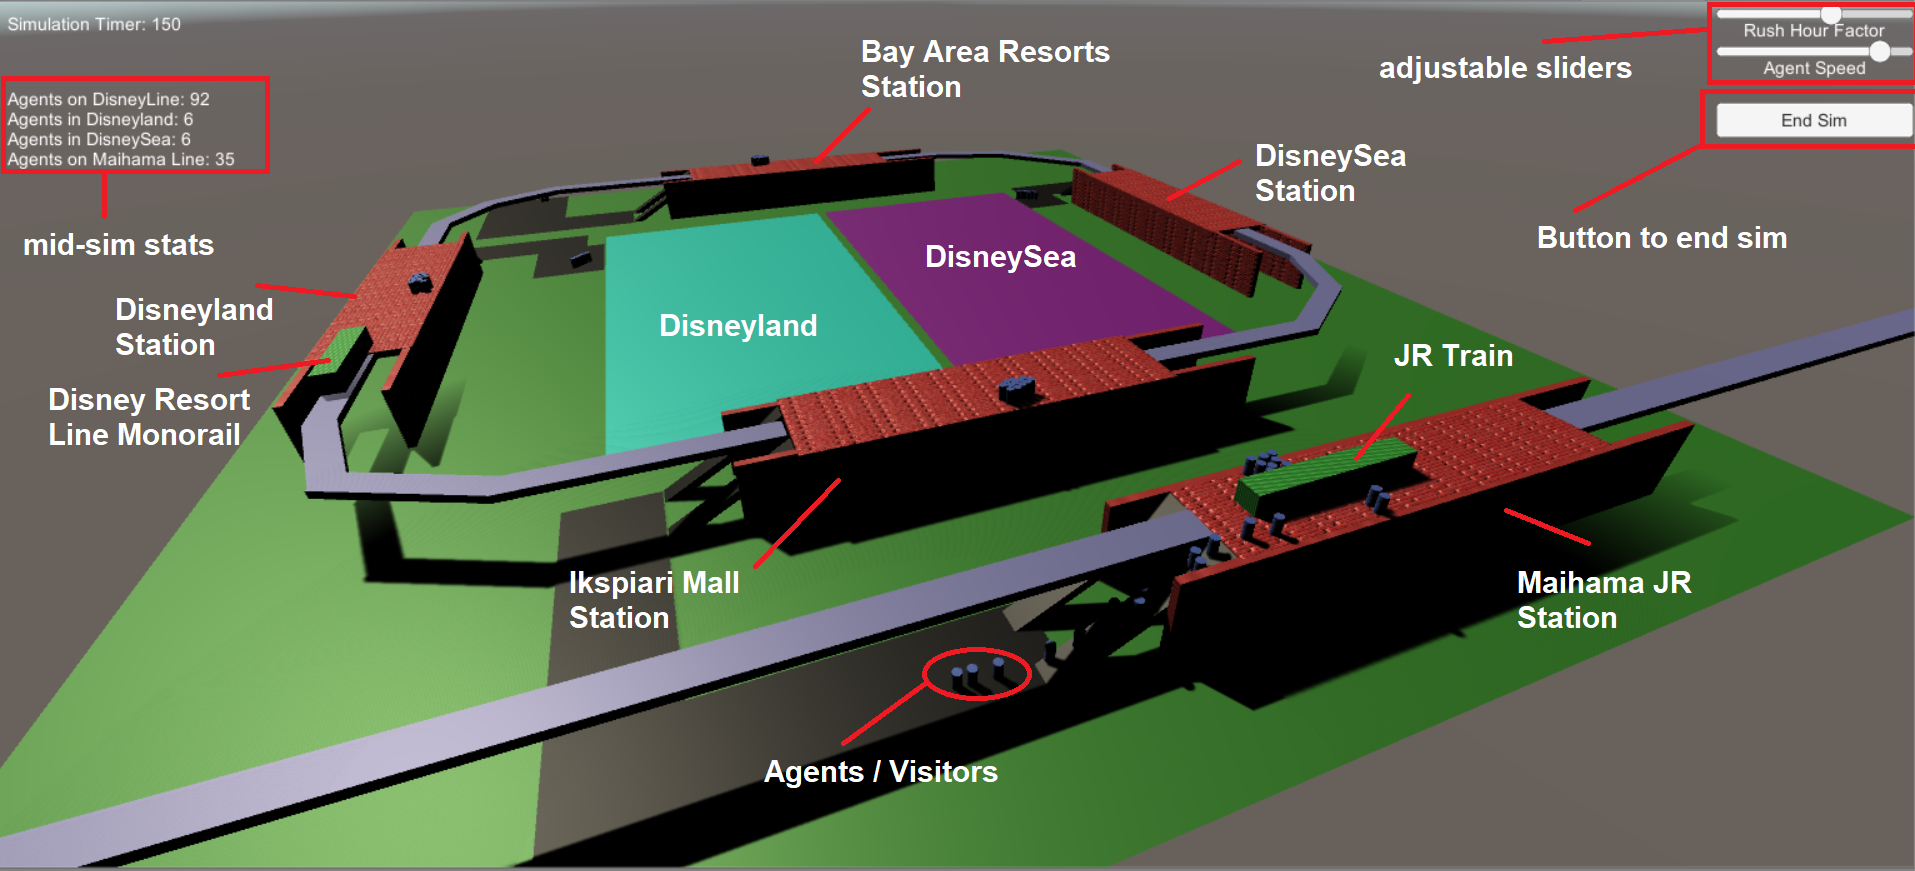 Simulation Timer: 150
Agents on DisneyLine: 92
Agents in Disneyland: 6
Agents in DisneySea: 6
Agents on Maihama Line: 35
mid-sim stats
Bay Area Resorts
Station
adjustable sliders
Rush Hour Factor
Agent Speed
End Sim
Button to end sim
DisneySea
Station
DisneySea
Disneyland
Disneyland
Station
Disney Resort
Line Monorail
JR Train
Ikspiari Mall
Station
Maihama JR
Station
Agents / Visitors